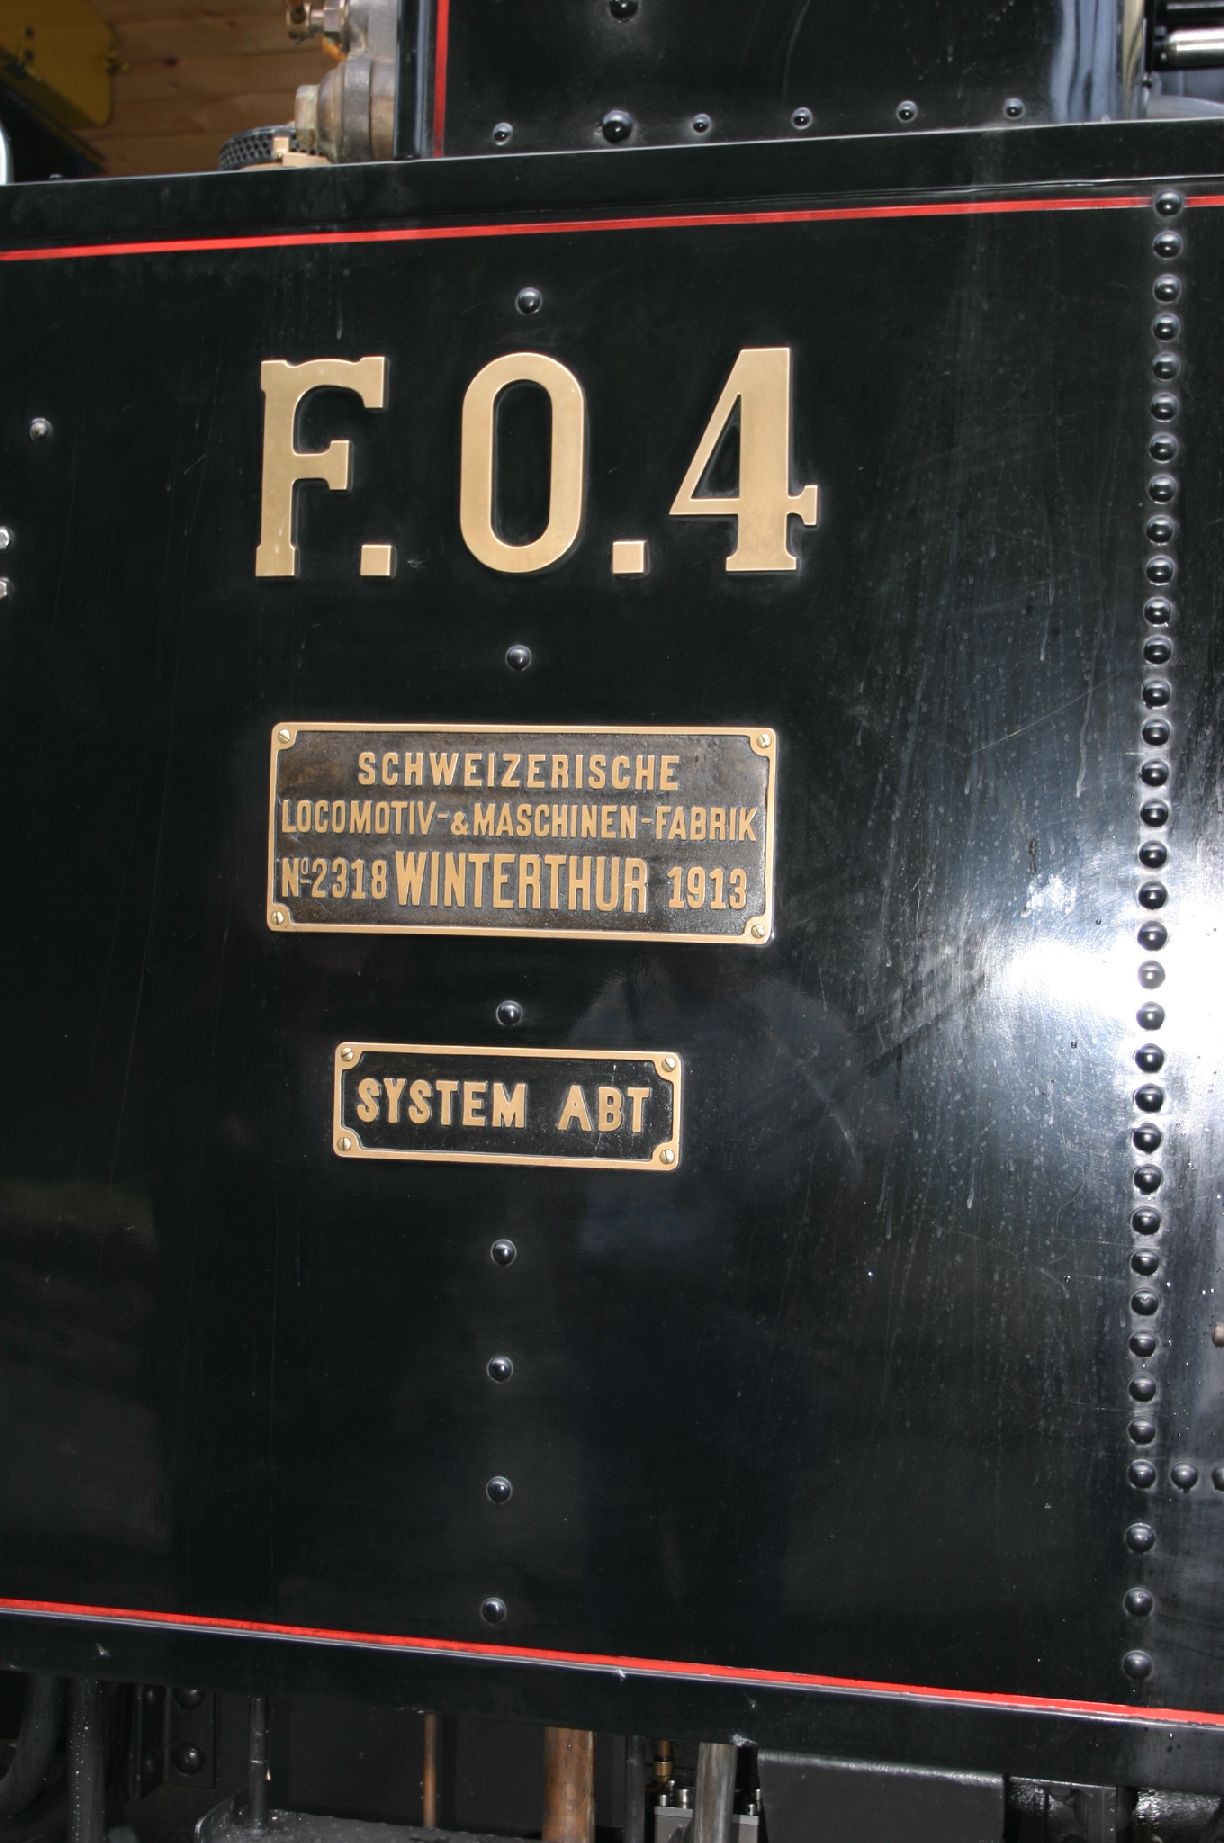 F.O.4
SCHWEIZERISCHE
LOCOMOTIV-&MASCHINEN-FABRIK
Nº2318 WINTERTHUR 1913
SYSTEM ABT